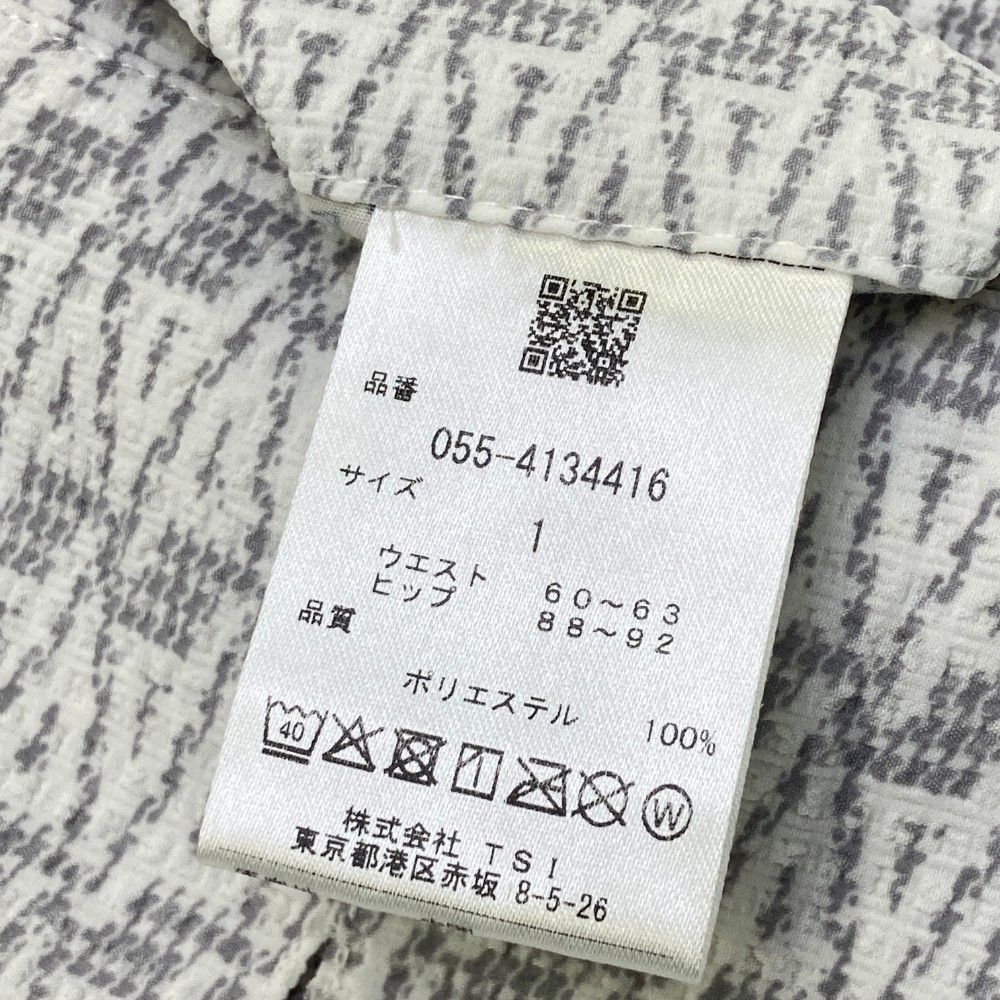 品番
055-4134416
サイズ
1
ウエスト 60～63
ヒップ 88～92
品質
ポリエステル 100%
40
W
株式会社 TSI
東京都港区赤坂 8-5-26